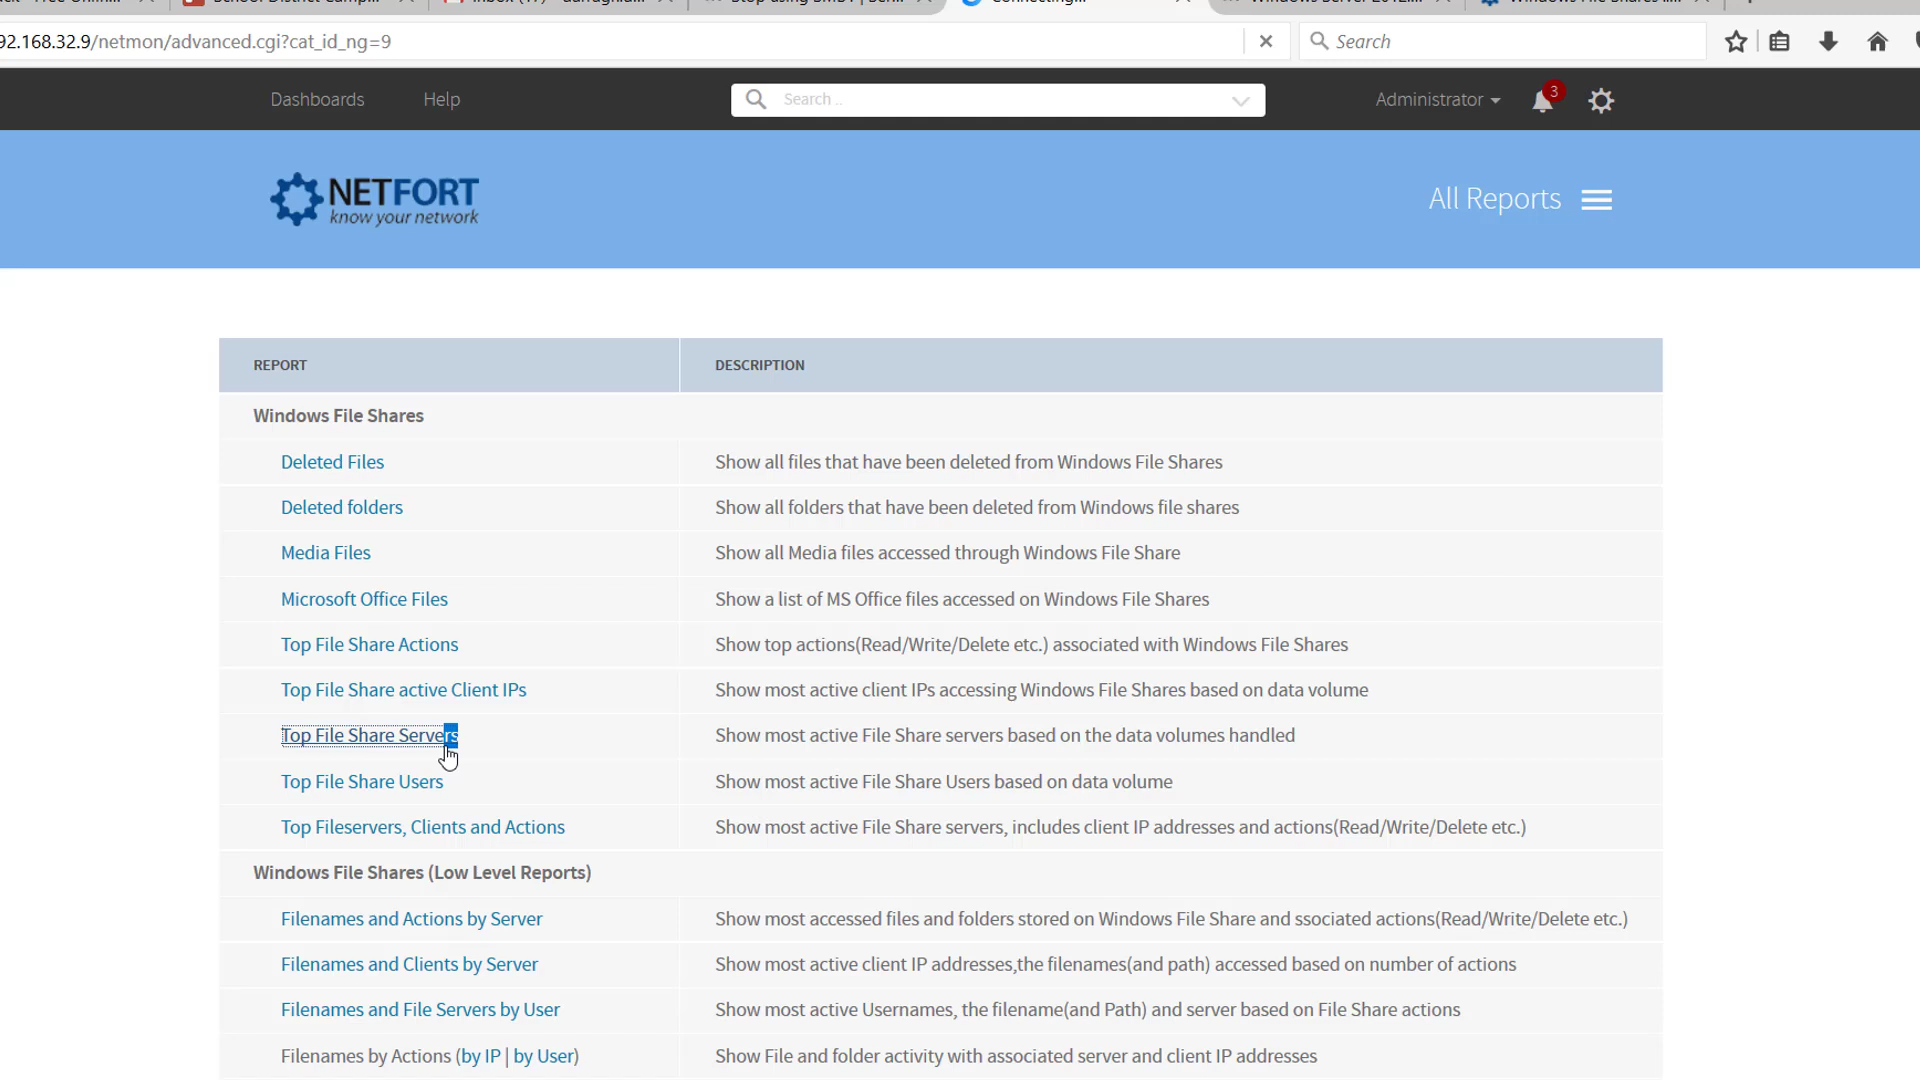 School District Camp...
Connecting...
92.168.32.9/netmon/advanced.cgi?cat_id_ng=9
Search
Dashboards Help Search .. Administrator 3
NETFORT
know your network
All Reports
REPORT DESCRIPTION
Windows File Shares
Deleted Files Show all files that have been deleted from Windows File Shares
Deleted folders Show all folders that have been deleted from Windows file shares
Media Files Show all Media files accessed through Windows File Share
Microsoft Office Files Show a list of MS Office files accessed on Windows File Shares
Top File Share Actions Show top actions(Read/Write/Delete etc.) associated with Windows File Shares
Top File Share active Client IPs Show most active client IPs accessing Windows File Shares based on data volume
Top File Share Servers Show most active File Share servers based on the data volumes handled
Top File Share Users Show most active File Share Users based on data volume
Top Fileservers, Clients and Actions Show most active File Share servers, includes client IP addresses and actions(Read/Write/Delete etc.)
Windows File Shares (Low Level Reports)
Filenames and Actions by Server Show most accessed files and folders stored on Windows File Share and ssociated actions(Read/Write/Delete etc.)
Filenames and Clients by Server Show most active client IP addresses,the filenames(and path) accessed based on number of actions
Filenames and File Servers by User Show most active Usernames, the filename(and Path) and server based on File Share actions
Filenames by Actions (by IP | by User) Show File and folder activity with associated server and client IP addresses